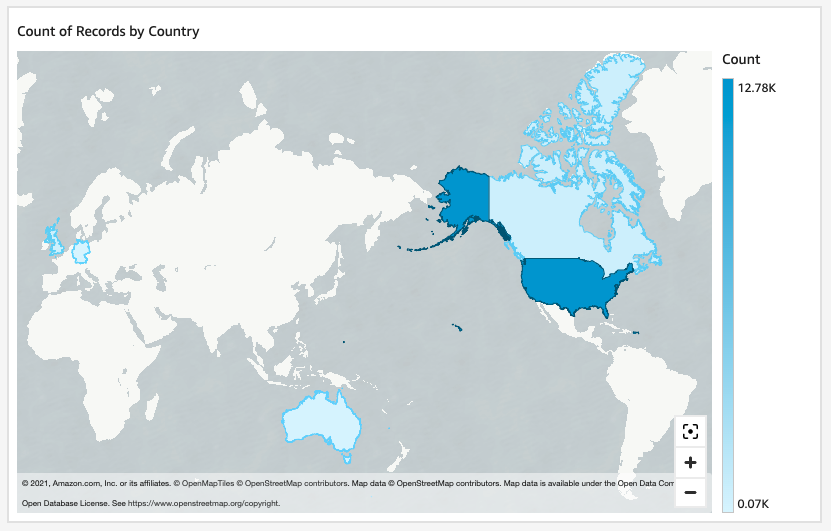 Count of Records by Country
Count
12.78K
0.07K
© 2021, Amazon.com, Inc. or its affiliates. © OpenMapTiles © OpenStreetMap contributors. Map data © OpenStreetMap contributors. Map data is available under the Open Data Com
Open Database License. See https://www.openstreetmap.org/copyright.